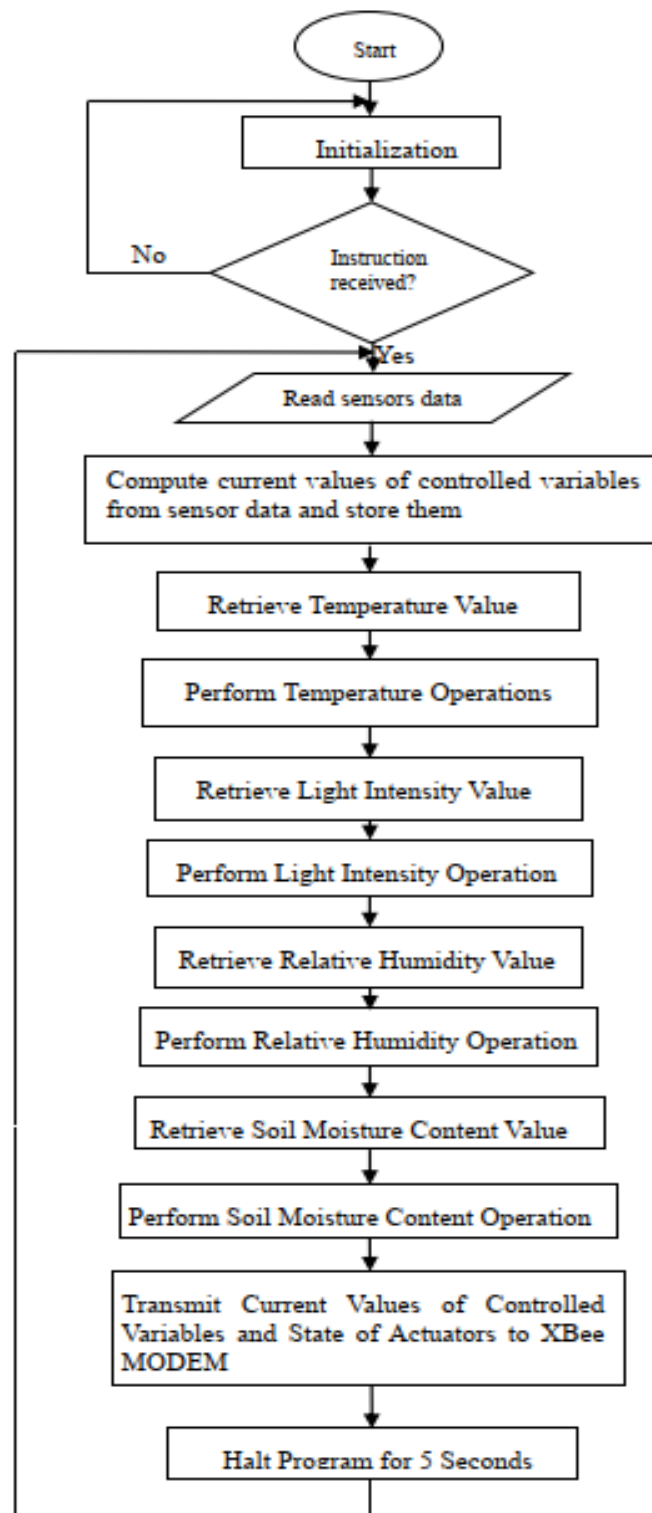 Start
Initialization
No
Instruction
received?
Yes
Read sensors data
Compute current values of controlled variables
from sensor data and store them
Retrieve Temperature Value
Perform Temperature Operations
Retrieve Light Intensity Value
Perform Light Intensity Operation
Retrieve Relative Humidity Value
Perform Relative Humidity Operation
Retrieve Soil Moisture Content Value
Perform Soil Moisture Content Operation
Transmit Current Values of Controlled
Variables and State of Actuators to XBee
MODEM
Halt Program for 5 Seconds